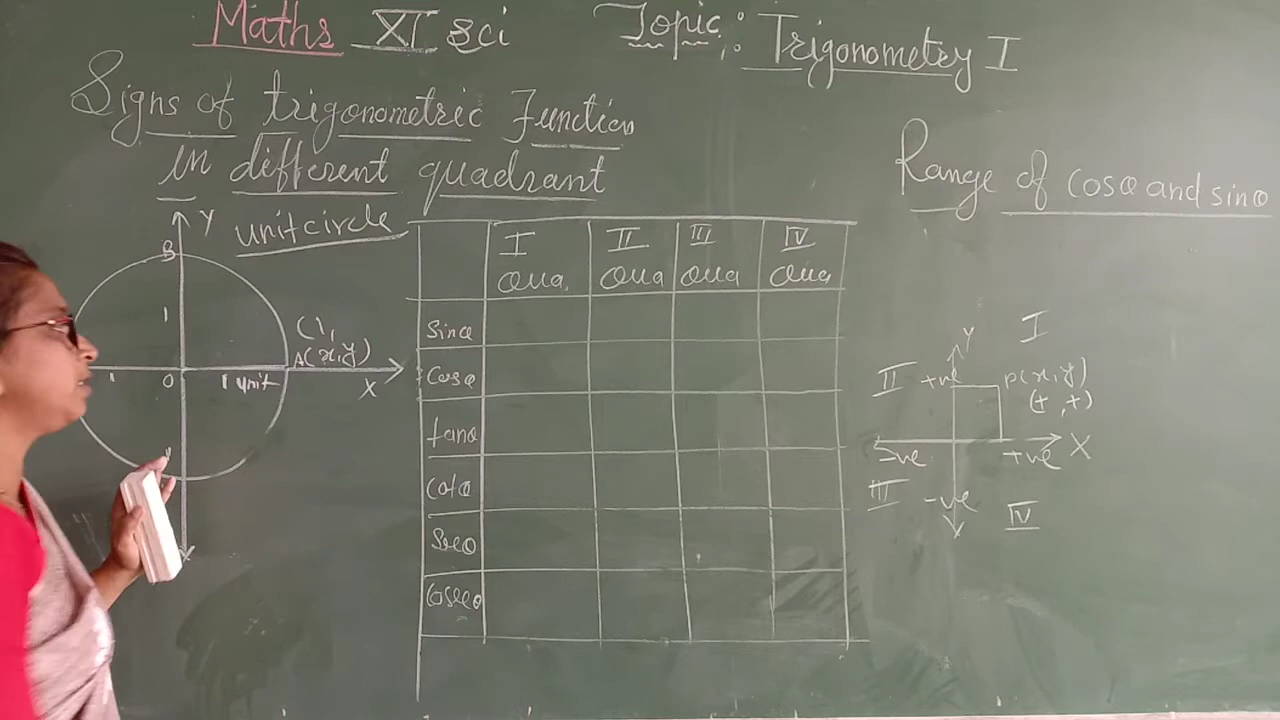 Maths XI sci
Topic: Trigonometry I
Signs of trigonometric Function
in different quadrant
Range of cosθ and sinθ
unit circle
Y
B
1
(1,
A(x,y)
1
0
1 unit
X
I II III IV
Qua. Qua Qua Qua
Sinθ
Cosθ
tanθ
Cotθ
Secθ
Cosecθ
Y
I
II
+ve
P(x,y)
(+,+)
-ve
+ve
X
III
-ve
IV